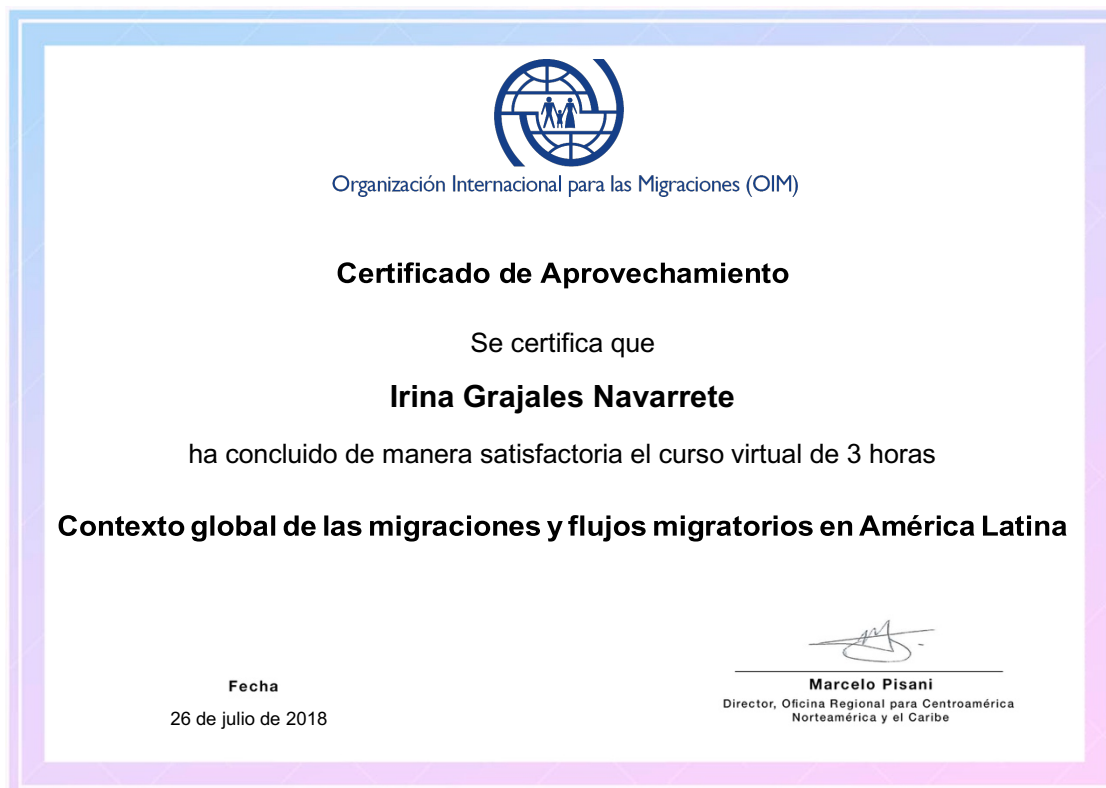 Organización Internacional para las Migraciones (OIM)
Certificado de Aprovechamiento
Se certifica que
Irina Grajales Navarrete
ha concluido de manera satisfactoria el curso virtual de 3 horas
Contexto global de las migraciones y flujos migratorios en América Latina
Fecha
26 de julio de 2018
Marcelo Pisani
Director, Oficina Regional para Centroamérica
Norteamérica y el Caribe